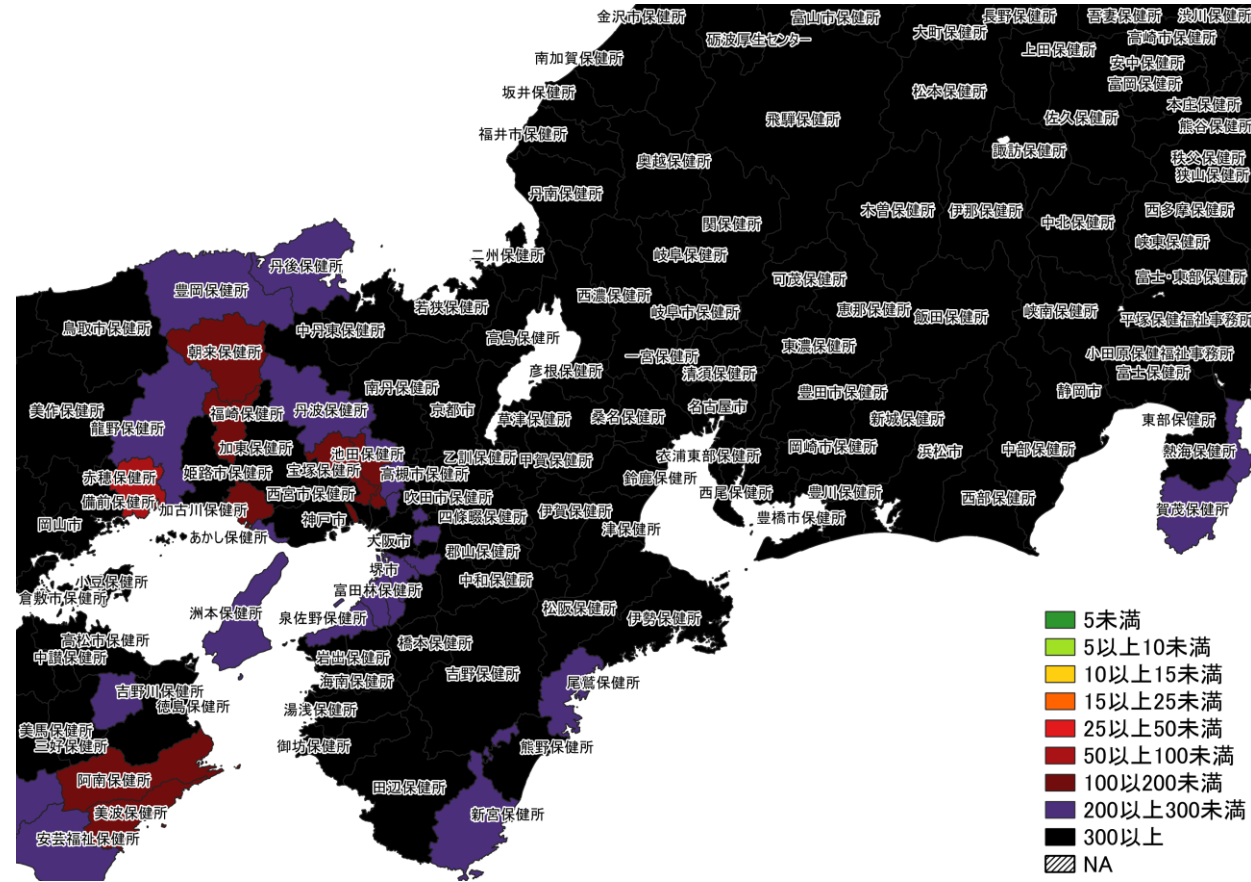 金沢市保健所
富山市保健所
長野保健所
吾妻保健所
渋川保健所
砺波厚生センター
大町保健所
高崎市保健所
南加賀保健所
上田保健所
安中保健所
富岡保健所
坂井保健所
松本保健所
本庄保健所
飛騨保健所
佐久保健所
熊谷保健所
福井市保健所
奥越保健所
諏訪保健所
秩父保健所
狭山保健所
丹南保健所
関保健所
木曽保健所
伊那保健所
中北保健所
西多摩保健所
峡東保健所
二州保健所
岐阜保健所
丹後保健所
可茂保健所
富士・東部保健所
豊岡保健所
西濃保健所
若狭保健所
岐阜市保健所
恵那保健所
飯田保健所
峡南保健所
平塚保健福祉事務所
鳥取市保健所
中丹東保健所
高島保健所
東濃保健所
朝来保健所
一宮保健所
小田原保健福祉事務所
彦根保健所
清須保健所
富士保健所
南丹保健所
豊田市保健所
静岡市
美作保健所
福崎保健所
丹波保健所
京都市
草津保健所
桑名保健所
名古屋市
新城保健所
東部保健所
龍野保健所
加東保健所
池田保健所
乙訓保健所
甲賀保健所
衣浦東部保健所
岡崎市保健所
浜松市
中部保健所
熱海保健所
赤穂保健所
姫路市保健所
宝塚保健所
高槻市保健所
鈴鹿保健所
備前保健所
加古川保健所
西宮市保健所
吹田市保健所
西尾保健所
豊川保健所
西部保健所
賀茂保健所
岡山市
神戸市
四條畷保健所
伊賀保健所
豊橋市保健所
あかし保健所
大阪市
津保健所
郡山保健所
堺市
小豆保健所
中和保健所
倉敷市保健所
富田林保健所
洲本保健所
泉佐野保健所
松阪保健所
伊勢保健所
高松市保健所
橋本保健所
中讃保健所
岩出保健所
吉野保健所
海南保健所
尾鷲保健所
吉野川保健所
徳島保健所
湯浅保健所
美馬保健所
三好保健所
御坊保健所
熊野保健所
阿南保健所
田辺保健所
美波保健所
新宮保健所
安芸福祉保健所
5未満
5以上10未満
10以上15未満
15以上25未満
25以上50未満
50以上100未満
100以200未満
200以上300未満
300以上
NA